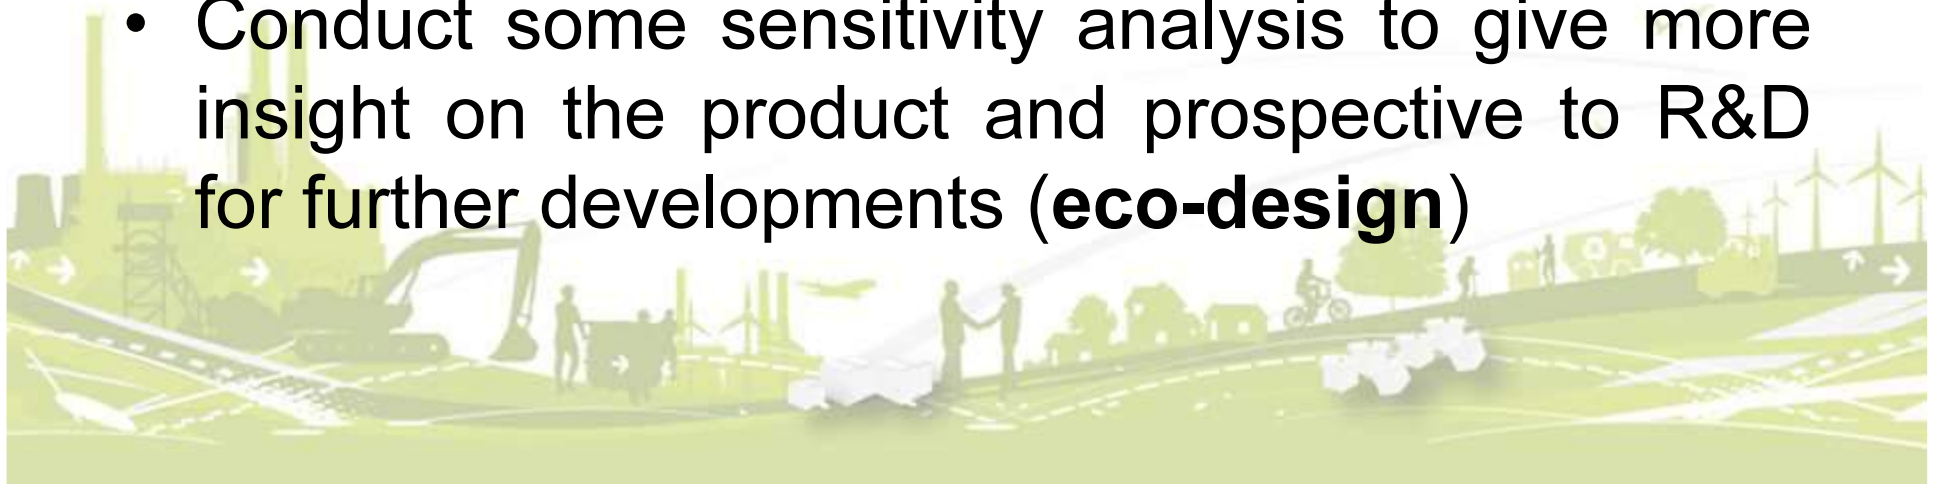 • Conduct some sensitivity analysis to give more
insight on the product and prospective to R&D
for further developments (eco-design)